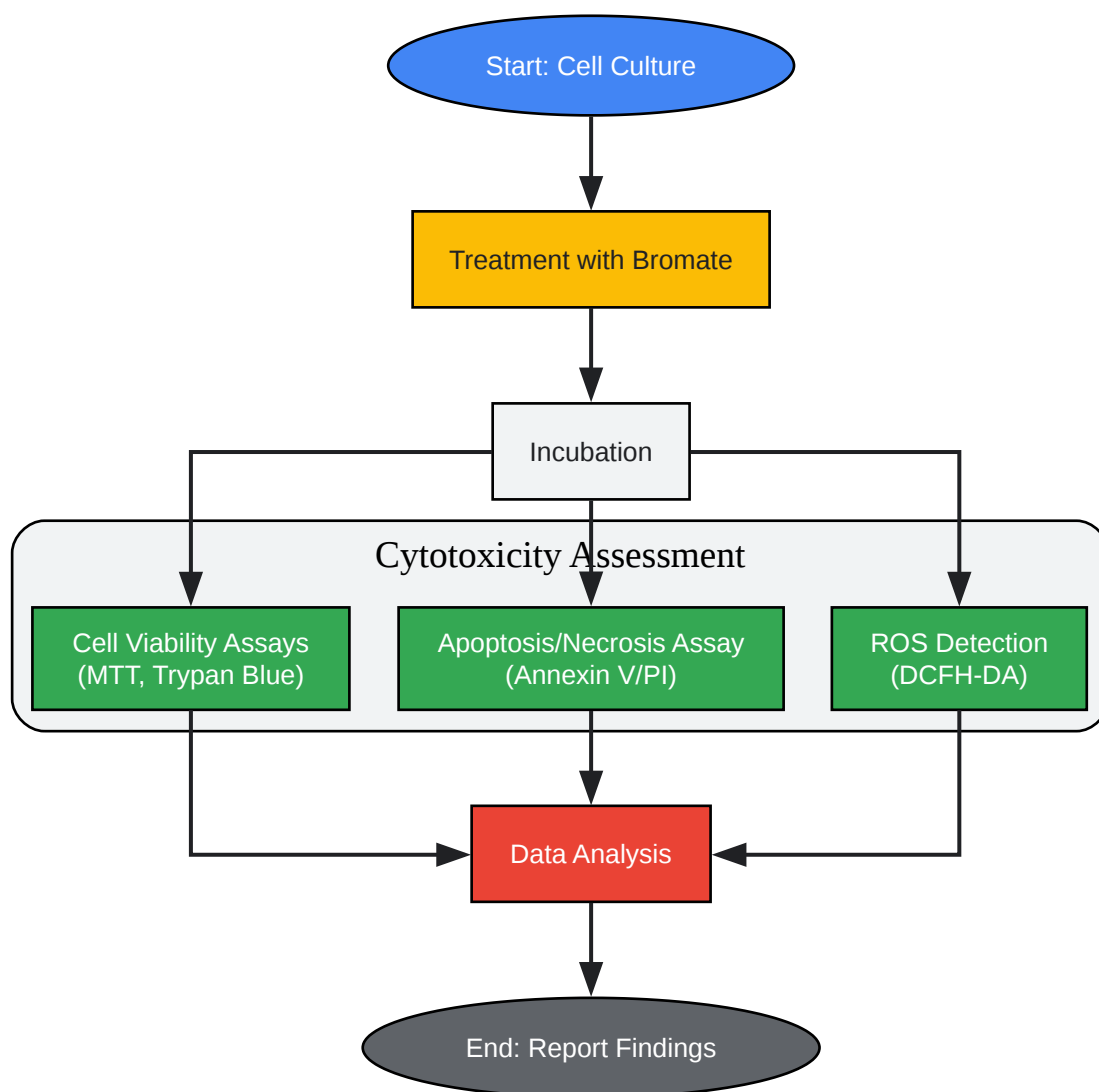 Start: Cell Culture
Treatment with Bromate
Incubation
Cytotoxicity Assessment
Cell Viability Assays
(MTT, Trypan Blue)
Apoptosis/Necrosis Assay
(Annexin V/PI)
ROS Detection
(DCFH-DA)
Data Analysis
End: Report Findings